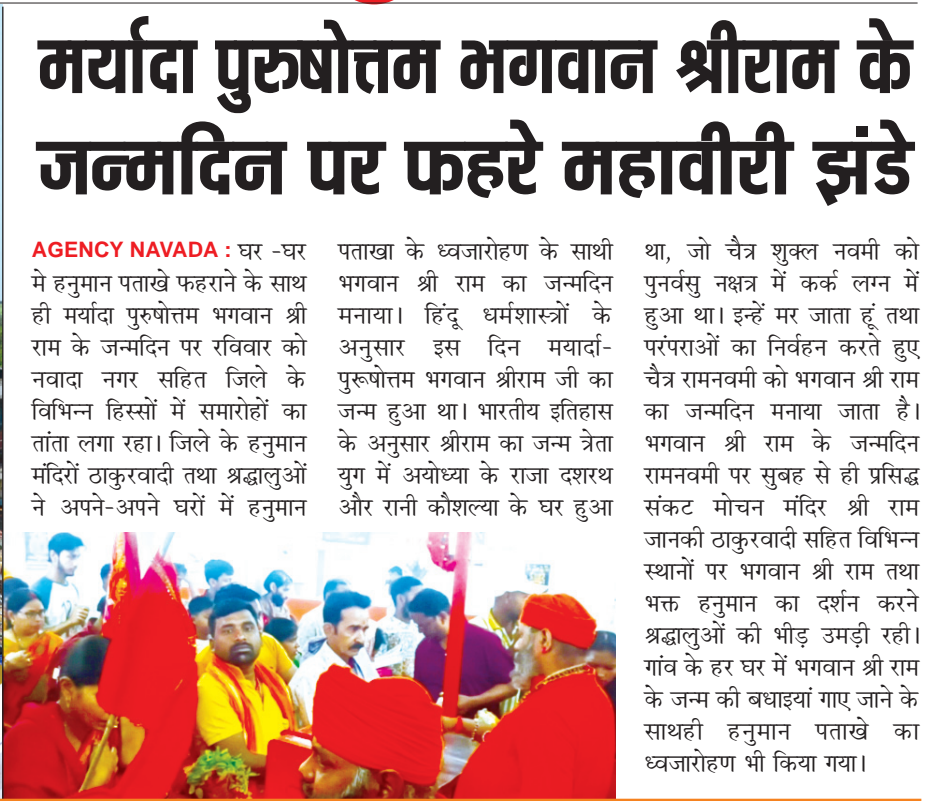 मर्यादा पुरुषोत्तम भगवान श्रीराम के
जन्मदिन पर फहरे महावीरी झंडे
AGENCY NAVADA : घर -घर
मे हनुमान पताखे फहराने के साथ
ही मर्यादा पुरुषोत्तम भगवान श्री
राम के जन्मदिन पर रविवार को
नवादा नगर सहित जिले के
विभिन्न हिस्सों में समारोहों का
तांता लगा रहा। जिले के हनुमान
मंदिरों ठाकुरवादी तथा श्रद्धालुओं
ने अपने-अपने घरों में हनुमान
पताखा के ध्वजारोहण के साथी
भगवान श्री राम का जन्मदिन
मनाया। हिंदू धर्मशास्त्रों के
अनुसार इस दिन मयार्दा-
पुरूषोत्तम भगवान श्रीराम जी का
जन्म हुआ था। भारतीय इतिहास
के अनुसार श्रीराम का जन्म त्रेता
युग में अयोध्या के राजा दशरथ
और रानी कौशल्या के घर हुआ
था, जो चैत्र शुक्ल नवमी को
पुनर्वसु नक्षत्र में कर्क लग्न में
हुआ था। इन्हें मर जाता हूं तथा
परंपराओं का निर्वहन करते हुए
चैत्र रामनवमी को भगवान श्री राम
का जन्मदिन मनाया जाता है।
भगवान श्री राम के जन्मदिन
रामनवमी पर सुबह से ही प्रसिद्ध
संकट मोचन मंदिर श्री राम
जानकी ठाकुरवादी सहित विभिन्न
स्थानों पर भगवान श्री राम तथा
भक्त हनुमान का दर्शन करने
श्रद्धालुओं की भीड़ उमड़ी रही।
गांव के हर घर में भगवान श्री राम
के जन्म की बधाइयां गाए जाने के
साथही हनुमान पताखे का
ध्वजारोहण भी किया गया।